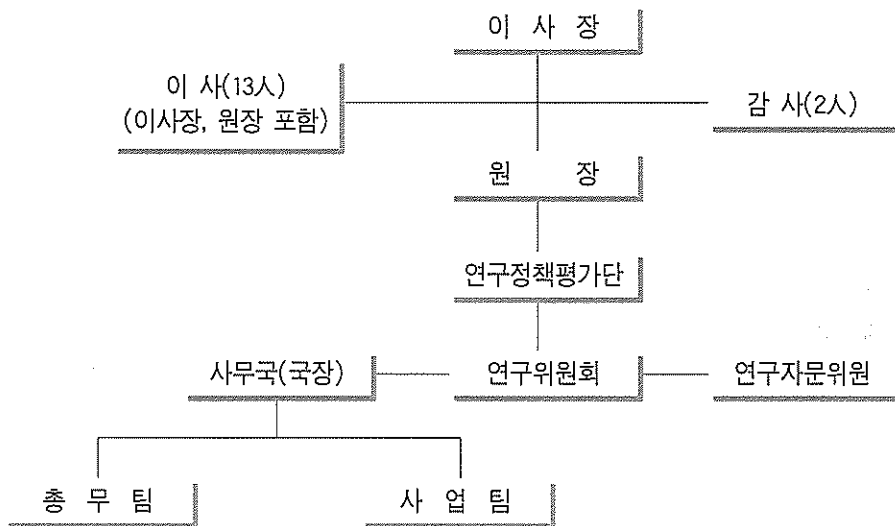 이 사 장
이 사(13人)
(이사장, 원장 포함)
감 사(2人)
원 장
연구정책평가단
사무국(국장)
연구위원회
연구자문위원
총 무 팀
사 업 팀